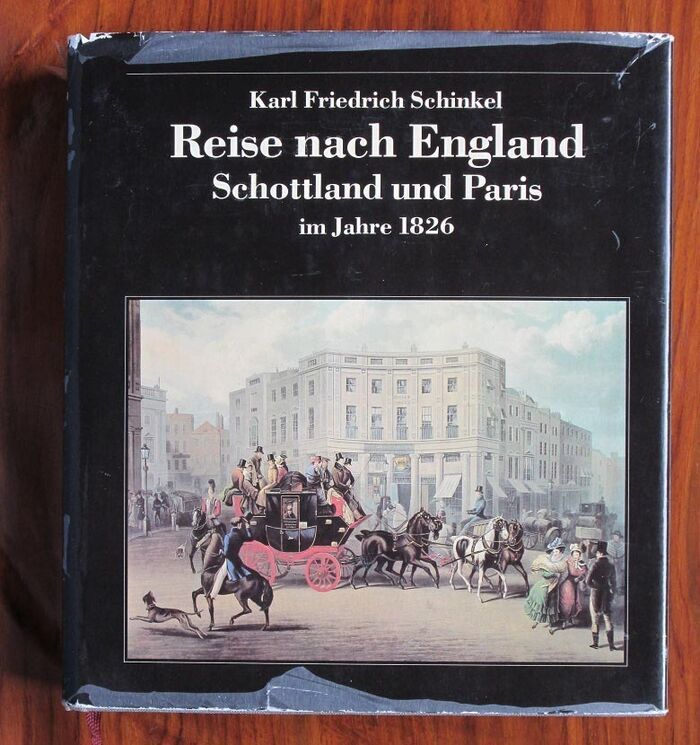 Karl Friedrich Schinkel
Reise nach England
Schottland und Paris
im Jahre 1826